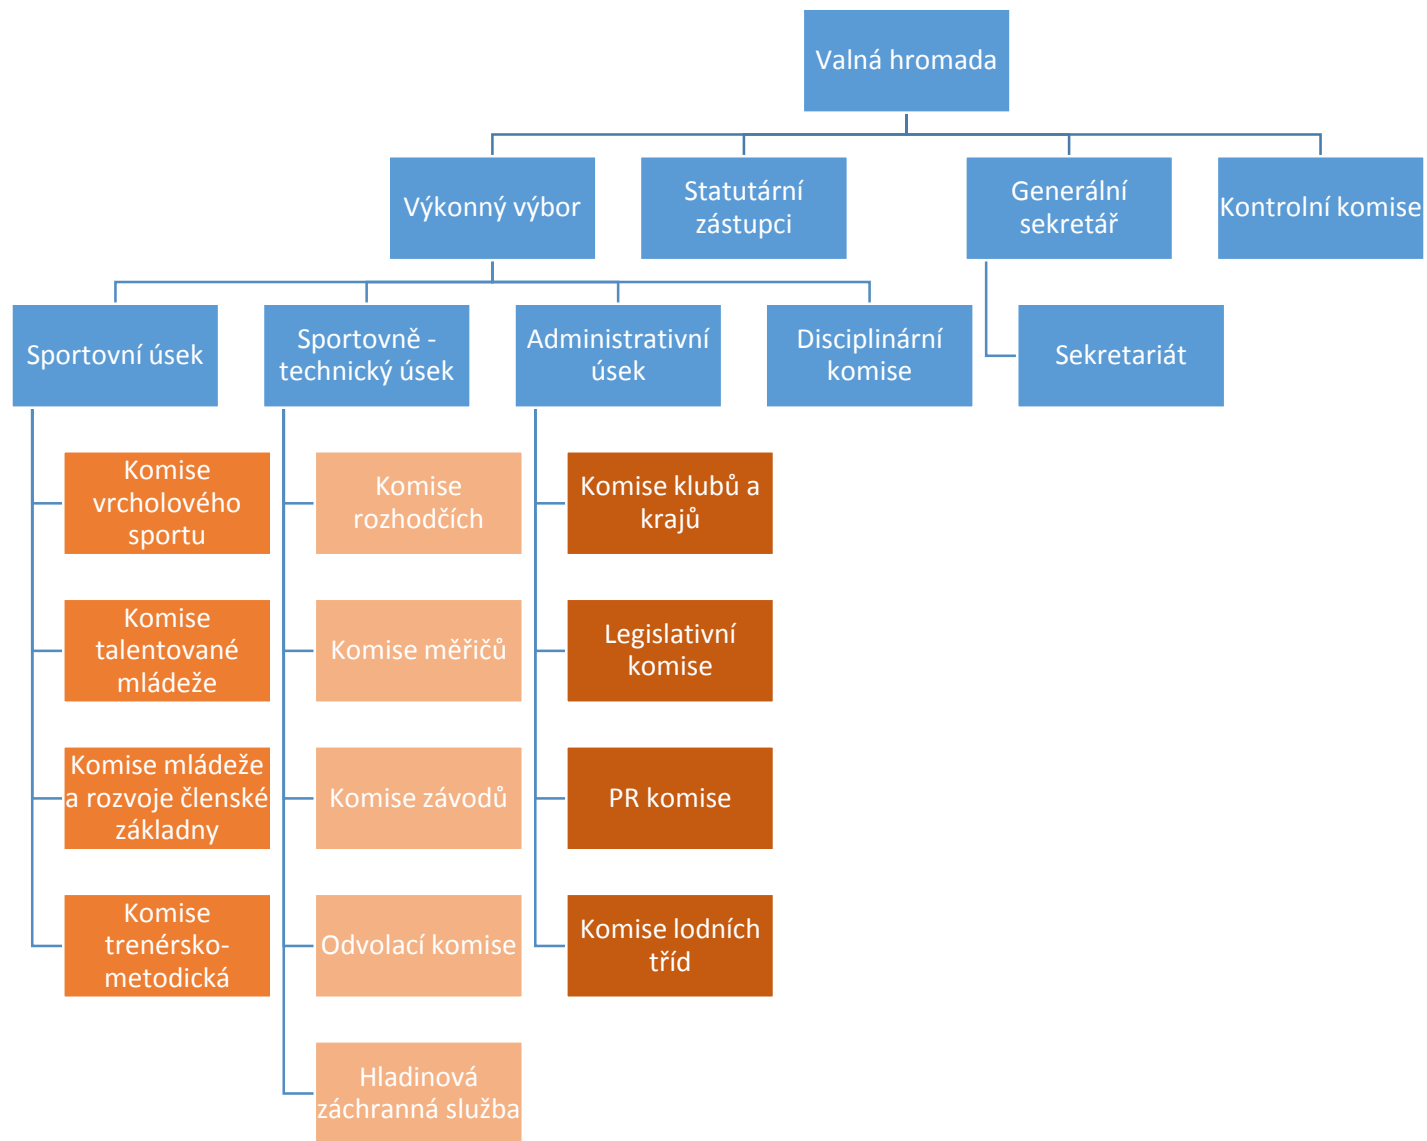 Valná hromada
Výkonný výbor
Statutární
zástupci
Generální
sekretář
Kontrolní komise
Sportovní úsek
Sportovně -
technický úsek
Administrativní
úsek
Disciplinární
komise
Sekretariát
Komise
vrcholového
sportu
Komise
talentované
mládeže
Komise mládeže
a rozvoje členské
základny
Komise
trenérsko-
metodická
Komise
rozhodčích
Komise měřičů
Komise závodů
Odvolací komise
Hladinová
záchranná služba
Komise klubů a
krajů
Legislativní
komise
PR komise
Komise lodních
tříd